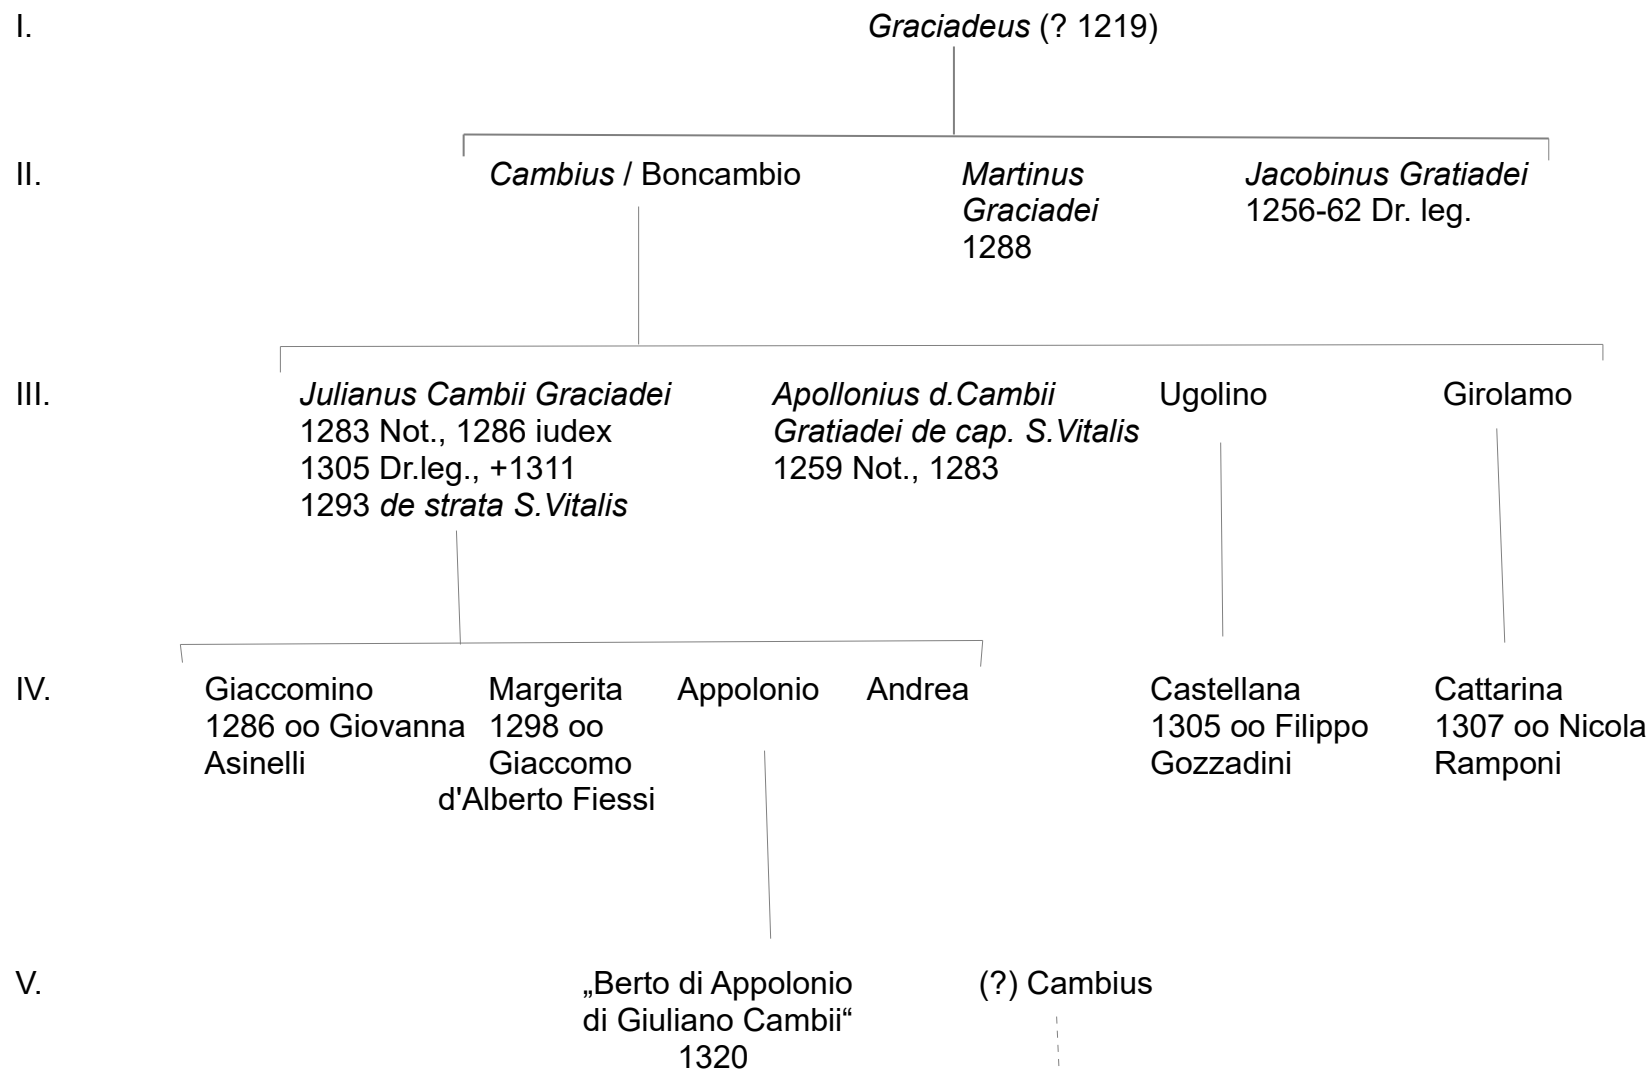 I.
Graciadeus (? 1219)
II.
Cambius / Boncambio
Martinus
Graciadei
1288
Jacobinus Gratiadei
1256-62 Dr. leg.
III.
Julianus Cambii Graciadei
1283 Not., 1286 iudex
1305 Dr.leg., +1311
1293 de strata S.Vitalis
Apollonius d.Cambii
Gratiadei de cap. S.Vitalis
1259 Not., 1283
Ugolino
Girolamo
IV.
Giaccomino
1286 oo Giovanna
Asinelli
Margerita
1298 oo
Giaccomo
d'Alberto Fiessi
Appolonio
Andrea
Castellana
1305 oo Filippo
Gozzadini
Cattarina
1307 oo Nicola
Ramponi
V.
„Berto di Appolonio
di Giuliano Cambii“
1320
(?) Cambius